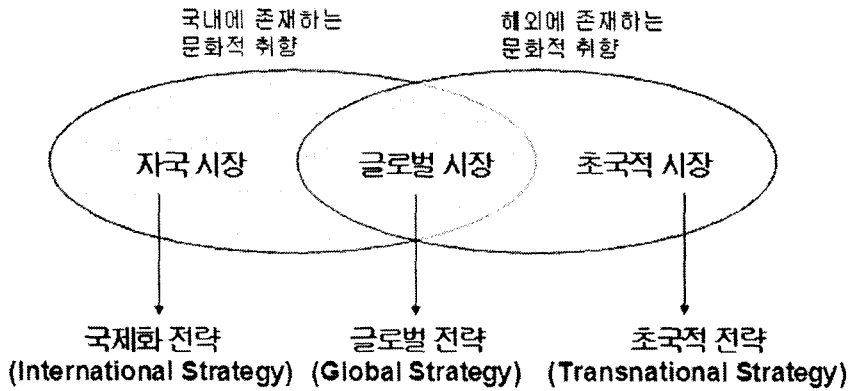 국내에 존재하는
문화적 취향
해외에 존재하는
문화적 취향
자국 시장
글로벌 시장
초국적 시장
국제화 전략
(International Strategy)
글로벌 전략
(Global Strategy)
초국적 전략
(Transnational Strategy)